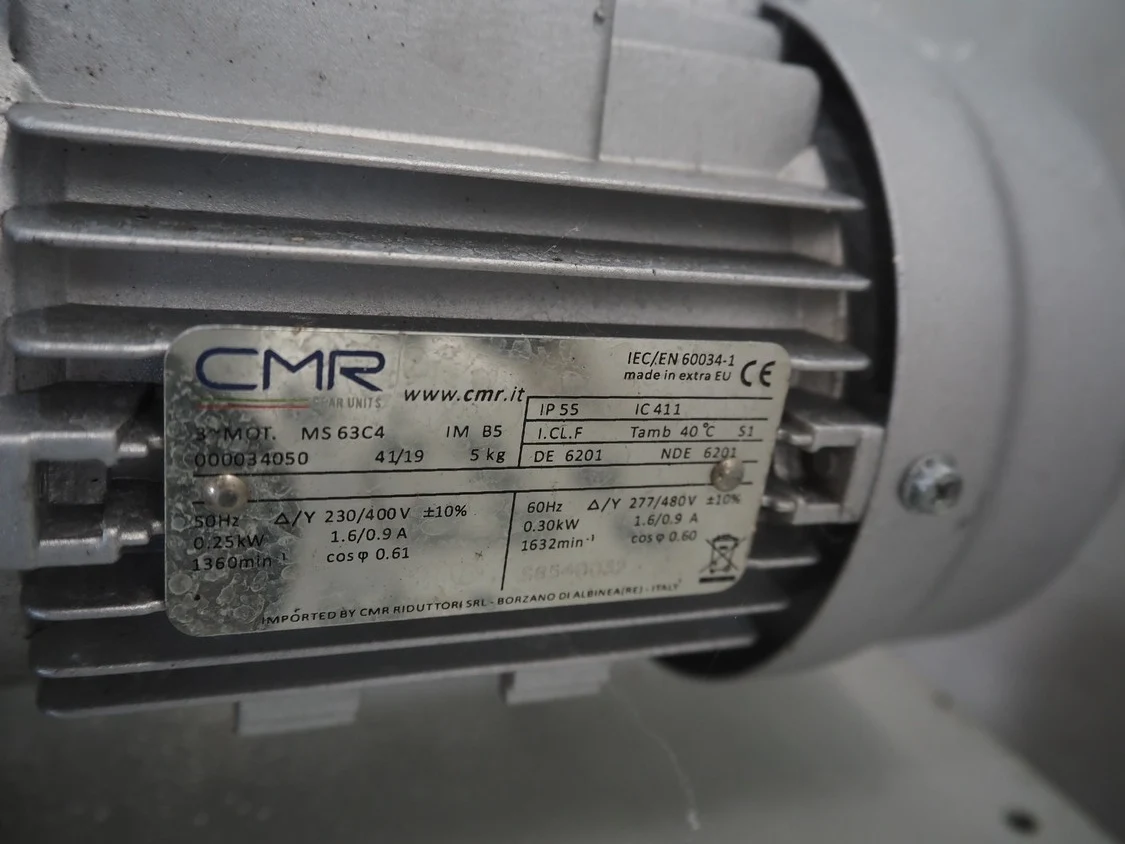 CMR
GEAR UNITS
www.cmr.it
IEC/EN 60034-1
made in extra EU CE
3~MOT. MS 63C4 IM B5
000034050 41/19 5 kg
IP 55 IC 411
I.CL.F Tamb 40 °C S1
DE 6201 NDE 6201
50Hz Δ/Y 230/400 V ±10%
0.25kW 1.6/0.9 A
1360min⁻¹ cos φ 0.61
60Hz Δ/Y 277/480 V ±10%
0.30kW 1.6/0.9 A
1632min⁻¹ cos φ 0.60
IMPORTED BY CMR RIDUTTORI SRL - BORZANO DI ALBINEA(RE) - ITALY